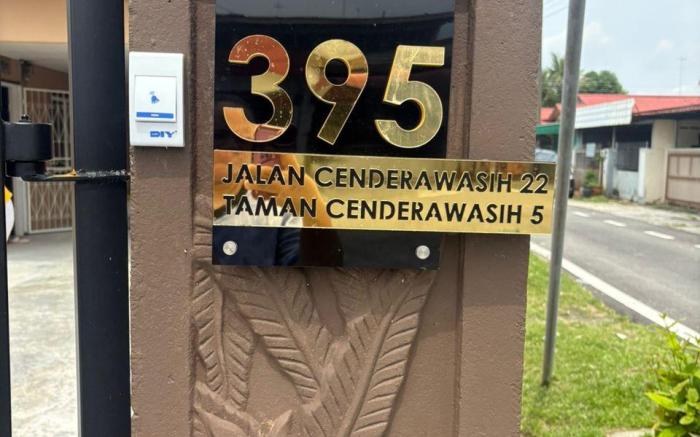 395
JALAN CENDERAWASIH 22
TAMAN CENDERAWASIH 5
DIY